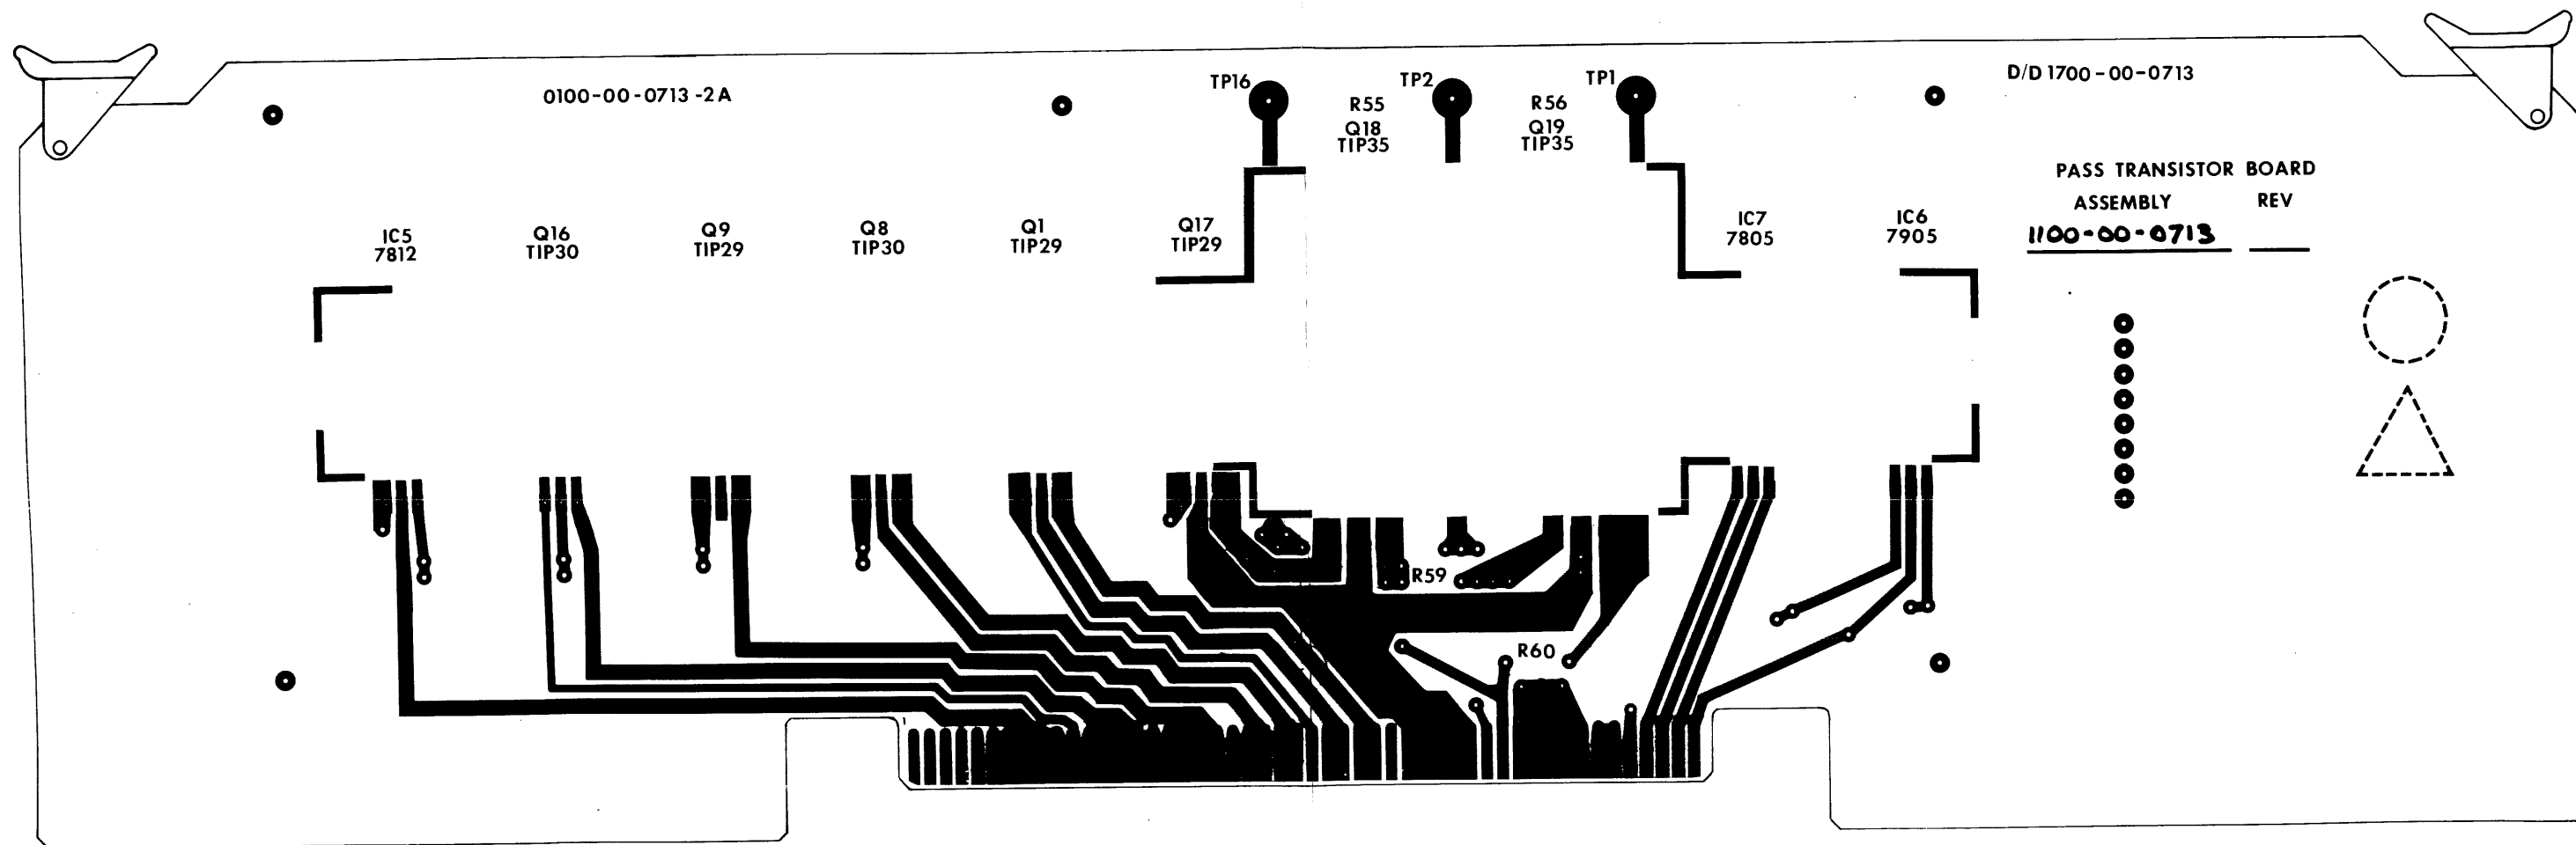 0100-00-0713-2A
TP16
TP2
TP1
D/D 1700-00-0713
R55
Q18
TIP35
R56
Q19
TIP35
PASS TRANSISTOR BOARD
ASSEMBLY REV
1100-00-0713
IC5
7812
Q16
TIP30
Q9
TIP29
Q8
TIP30
Q1
TIP29
Q17
TIP29
IC7
7805
IC6
7905
R59
R60